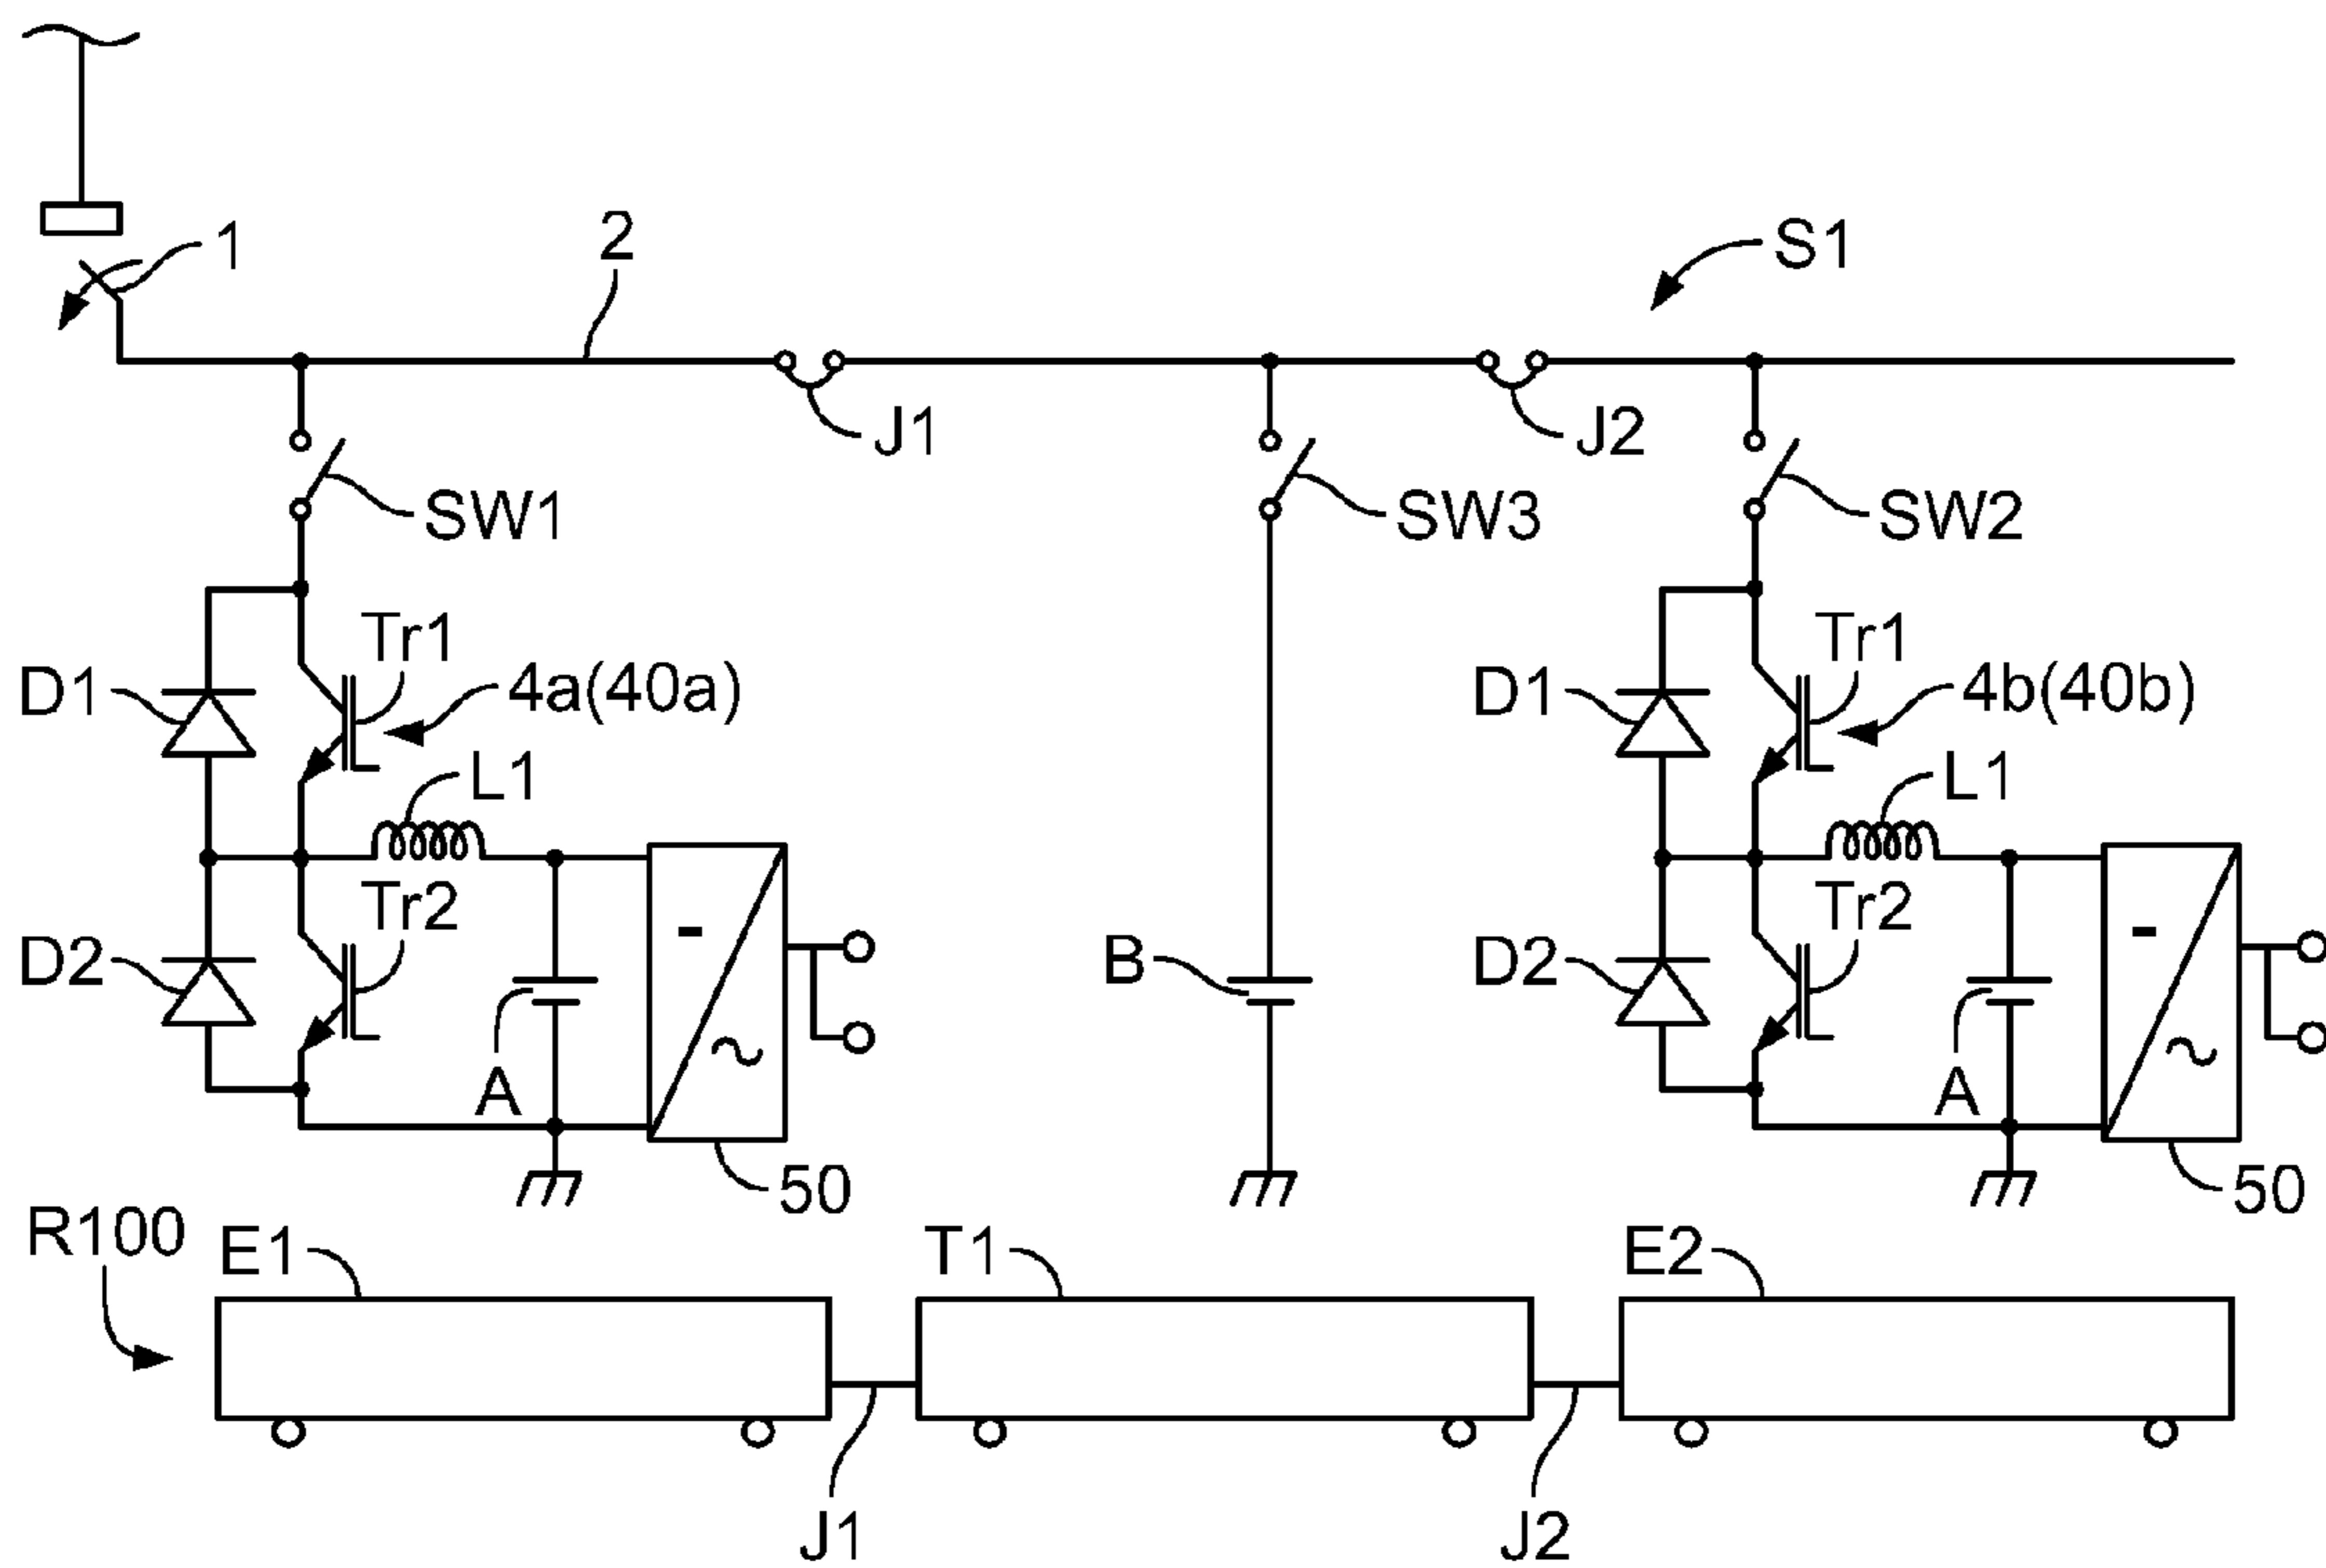 1
2
S1
J1
J2
SW1
SW3
SW2
Tr1
Tr1
D1
4a(40a)
D1
4b(40b)
L1
L1
Tr2
Tr2
D2
-
B
D2
-
~
~
A
A
50
50
R100
E1
T1
E2
J1
J2